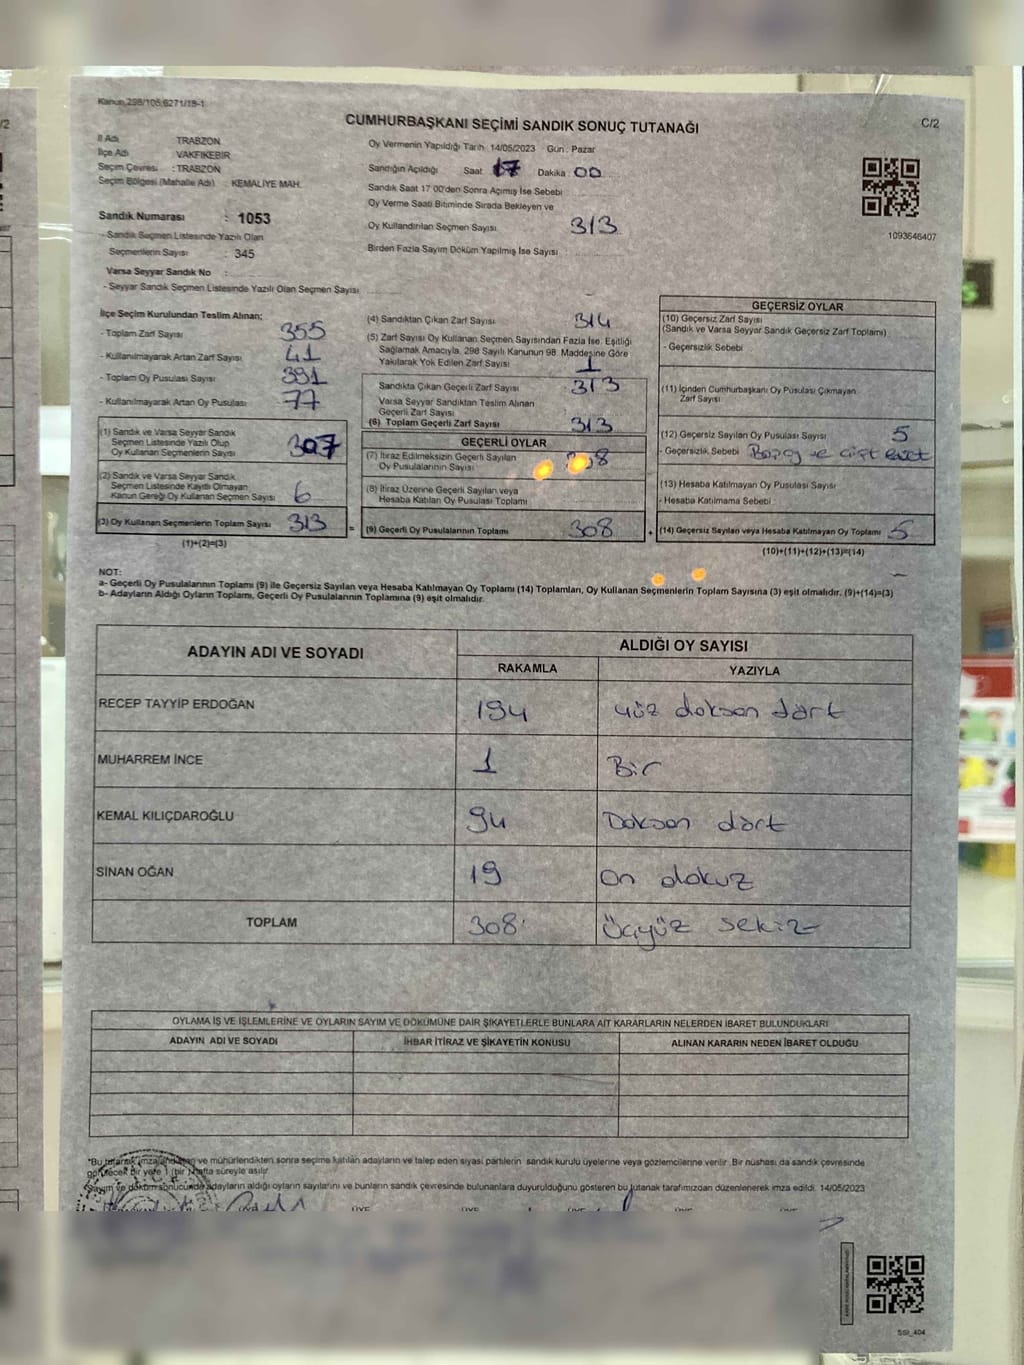 Kanun,298/105,6271/18-1
CUMHURBAŞKANI SEÇİMİ SANDIK SONUÇ TUTANAĞI
C/2
İl Adı TRABZON
İlçe Adı VAKFIKEBİR
Seçim Çevresi : TRABZON
Seçim Bölgesi (Mahalle Adı) : KEMALİYE MAH.
Sandık Numarası : 1053
- Sandık Seçmen Listesinde Yazılı Olan
Seçmenlerin Sayısı : 345
Varsa Seyyar Sandık No :
- Seyyar Sandık Seçmen Listesinde Yazılı Olan Seçmen Sayısı
Oy Vermenin Yapıldığı Tarih 14/05/2023 Gün : Pazar
Sandığın Açıldığı Saat 17 Dakika : 00
Sandık Saat 17 00'den Sonra Açımış İse Sebebi
Oy Verme Saati Bitiminde Sırada Bekleyen ve
Oy Kullandırılan Seçmen Sayısı 313
Birden Fazla Sayım Döküm Yapılmış İse Sayısı
1093646407
İlçe Seçim Kurulundan Teslim Alınan;
- Toplam Zarf Sayısı 355
- Kullanılmayarak Artan Zarf Sayısı 41
- Toplam Oy Pusulası Sayısı 391
- Kullanılmayarak Artan Oy Pusulası 77
(1) Sandık ve Varsa Seyyar Sandık
Seçmen Listesinde Yazılı Olup
Oy Kullanan Seçmenlerin Sayısı 307
(2) Sandık ve Varsa Seyyar Sandık
Seçmen Listesinde Kayıtlı Olmayan
Kanun Gereği Oy Kullanan Seçmen Sayısı 6
(3) Oy Kullanan Seçmenlerin Toplam Sayısı 313 =
(1)+(2)=(3)
(4) Sandıktan Çıkan Zarf Sayısı 314
(5) Zarf Sayısı Oy Kullanan Seçmen Sayısından Fazla İse, Eşitliği
Sağlamak Amacıyla, 298 Sayılı Kanunun 98. Maddesine Göre
Yakılarak Yok Edilen Zarf Sayısı 1
Sandıkta Çıkan Geçerli Zarf Sayısı 313
Varsa Seyyar Sandıktan Teslim Alınan
Geçerli Zarf Sayısı
(6) Toplam Geçerli Zarf Sayısı 313
GEÇERLİ OYLAR
(7) İtiraz Edilmeksizin Geçerli Sayılan
Oy Pusulalarının Sayısı
(8) İtiraz Üzerine Geçerli Sayılan veya
Hesaba Katılan Oy Pusulası Toplamı
(9) Geçerli Oy Pusulalarının Toplamı 308 +
GEÇERSİZ OYLAR
(10) Geçersiz Zarf Sayısı
(Sandık ve Varsa Seyyar Sandık Geçersiz Zarf Toplamı)
- Geçersizlik Sebebi
(11) İçinden Cumhurbaşkanı Oy Pusulası Çıkmayan
Zarf Sayısı
(12) Geçersiz Sayılan Oy Pusulası Sayısı 5
- Geçersizlik Sebebi ve çift evet
(13) Hesaba Katılmayan Oy Pusulası Sayısı
- Hesaba Katılmama Sebebi
(14) Geçersiz Sayılan veya Hesaba Katılmayan Oy Toplamı 5
(10)+(11)+(12)+(13)=(14)
NOT:
a- Geçerli Oy Pusulalarının Toplamı (9) ile Geçersiz Sayılan veya Hesaba Katılmayan Oy Toplamı (14) Toplamları, Oy Kullanan Seçmenlerin Toplam Sayısına (3) eşit olmalıdır. (9)+(14)=(3)
b- Adayların Aldığı Oyların Toplamı, Geçerli Oy Pusulalarının Toplamına (9) eşit olmalıdır.
ADAYIN ADI VE SOYADI ALDIĞI OY SAYISI
RAKAMLA YAZIYLA
RECEP TAYYİP ERDOĞAN 194 Yüz doksan dört
MUHARREM İNCE 1 Bir
KEMAL KILIÇDAROĞLU 94 Doksan dört
SİNAN OĞAN 19 On dokuz
TOPLAM 308 Üçyüz sekiz
OYLAMA İŞ VE İŞLEMLERİNE VE OYLARIN SAYIM VE DÖKÜMÜNE DAİR ŞİKAYETLERLE BUNLARA AİT KARARLARIN NELERDEN İBARET BULUNDUKLARI
ADAYIN ADI VE SOYADI İHBAR İTİRAZ VE ŞİKAYETİN KONUSU ALINAN KARARIN NEDEN İBARET OLDUĞU
*Bu tutanak imzalandıktan ve mühürlendikten sonra seçime katılan adayların ve talep eden siyasi partilerin sandık kurulu üyelerine veya gözlemcilerine verilir. Bir nüshası da sandık çevresinde
görülecek bir yere 1 (bir) hafta süreyle asılır.
Sayım ve döküm sonucunda adayların aldığı oyların sayılarını ve bunların sandık çevresinde bulunanlara duyurulduğunu gösteren bu tutanak tarafımızdan düzenlenerek imza edildi. 14/05/2023
ÜYE ÜYE ÜYE ÜYE ÜYE
SSI_404